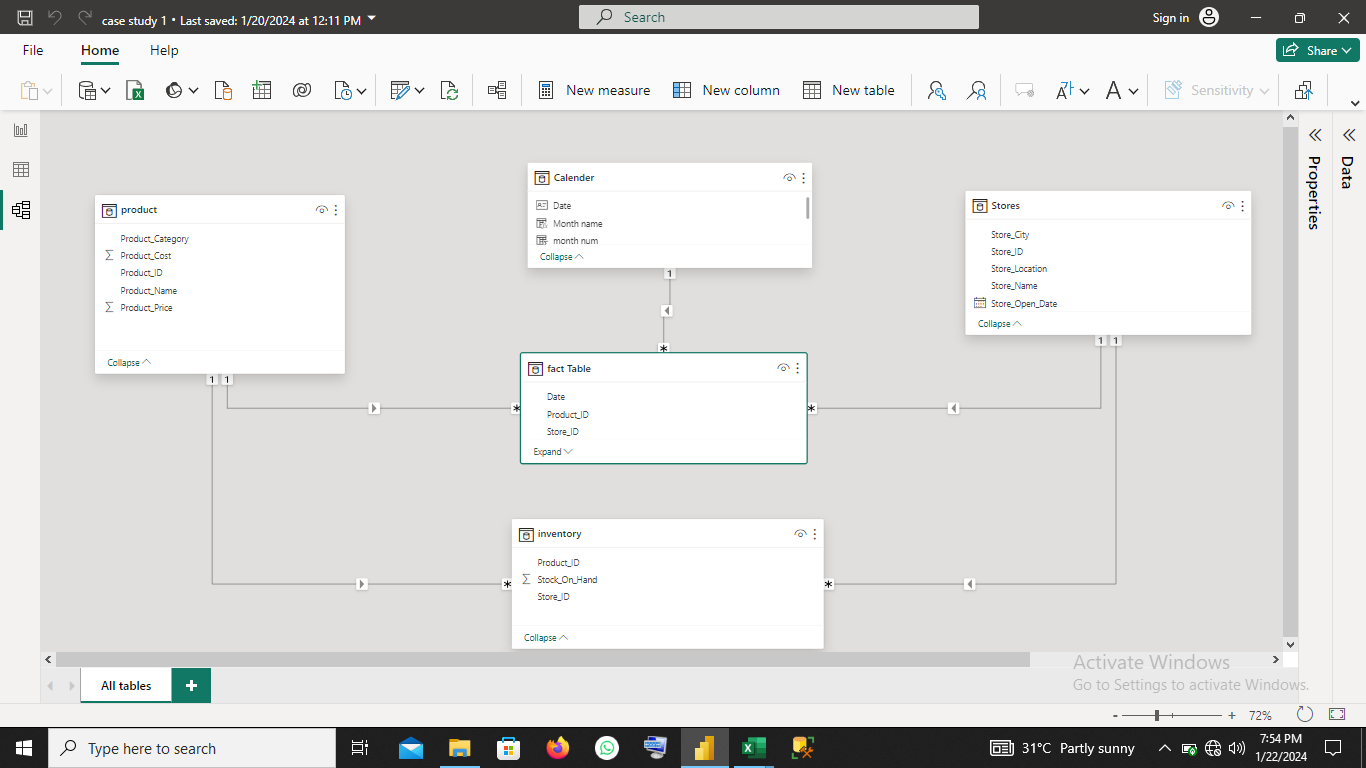 case study 1 • Last saved: 1/20/2024 at 12:11 PM
Search
Sign in
File
Home
Help
Share
New measure
New column
New table
Sensitivity
Properties
Data
product
Product_Category
Σ Product_Cost
Product_ID
Product_Name
Σ Product_Price
Collapse
1 1
Calender
Date
Month name
month num
Collapse
1
*
Stores
Store_City
Store_ID
Store_Location
Store_Name
Store_Open_Date
Collapse
1 1
fact Table
Date
Product_ID
Store_ID
Expand
* *
inventory
Product_ID
Σ Stock_On_Hand
Store_ID
Collapse
* *
Activate Windows
Go to Settings to activate Windows.
All tables
+
- + 72%
Type here to search
31°C Partly sunny
7:54 PM
1/22/2024